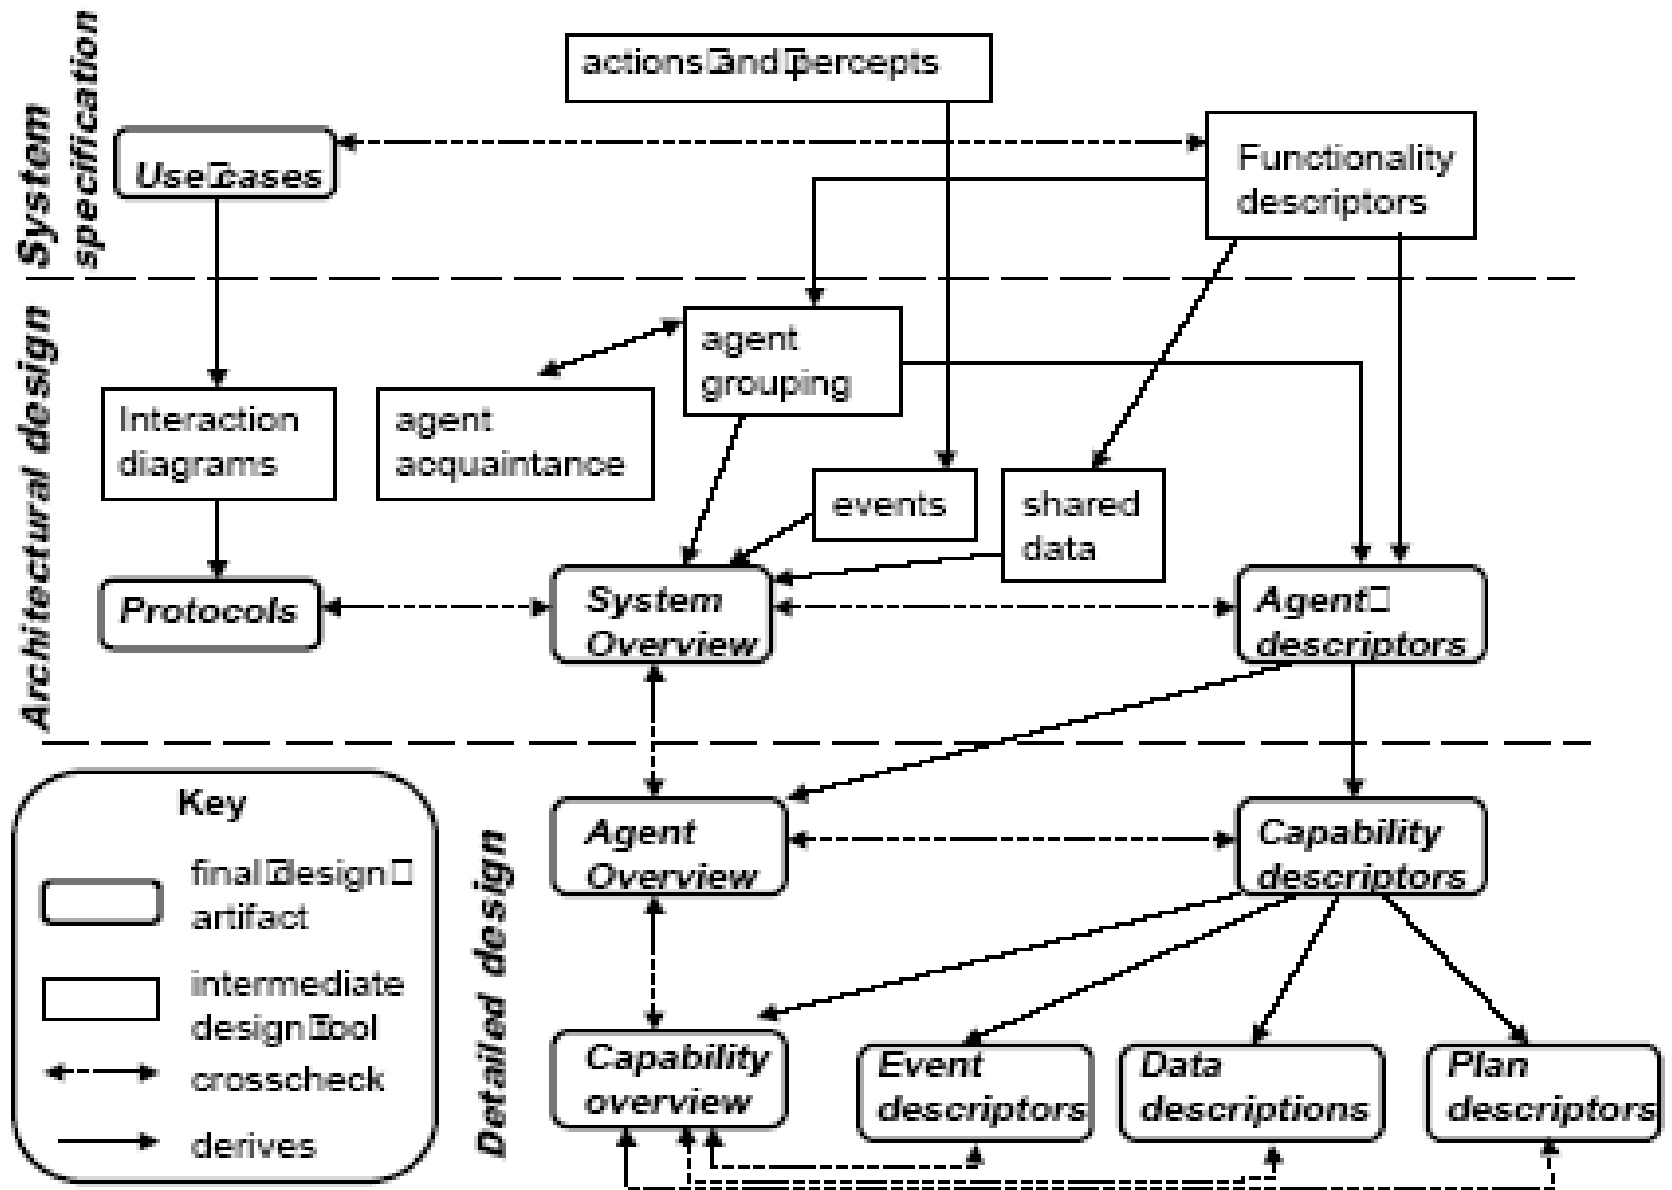 System
specification
actions and percepts
Use cases
Functionality
descriptors
Architectural design
agent
grouping
Interaction
diagrams
agent
acquaintance
events
shared
data
Protocols
System
Overview
Agent
descriptors
Key
final design
artifact
intermediate
design tool
crosscheck
derives
Detailed design
Agent
Overview
Capability
descriptors
Capability
overview
Event
descriptors
Data
descriptions
Plan
descriptors